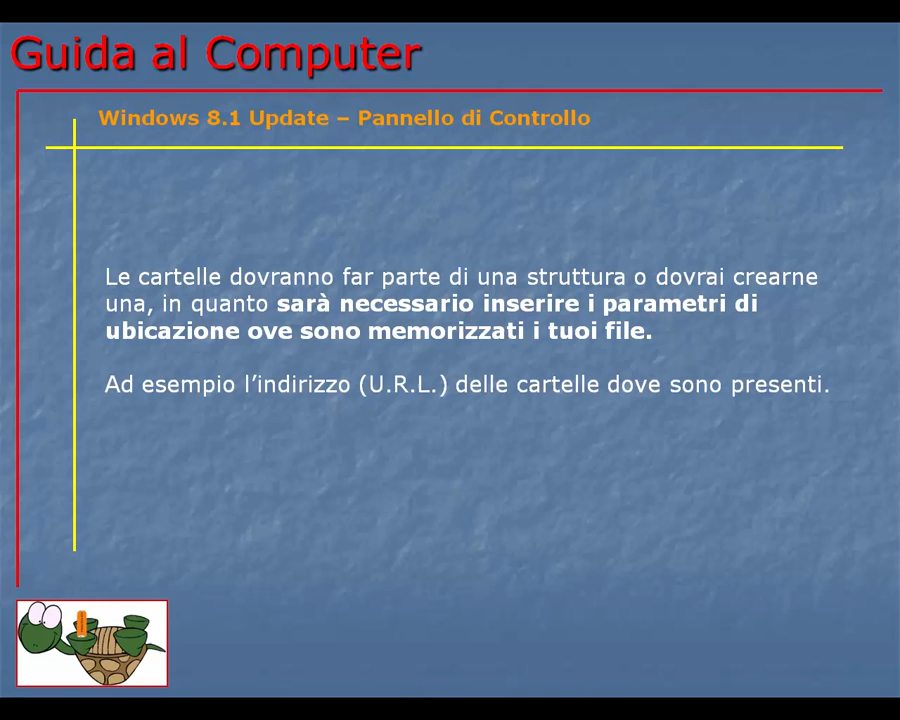 Guida al Computer
Windows 8.1 Update – Pannello di Controllo
Le cartelle dovranno far parte di una struttura o dovrai crearne
una, in quanto sarà necessario inserire i parametri di
ubicazione ove sono memorizzati i tuoi file.
Ad esempio l’indirizzo (U.R.L.) delle cartelle dove sono presenti.